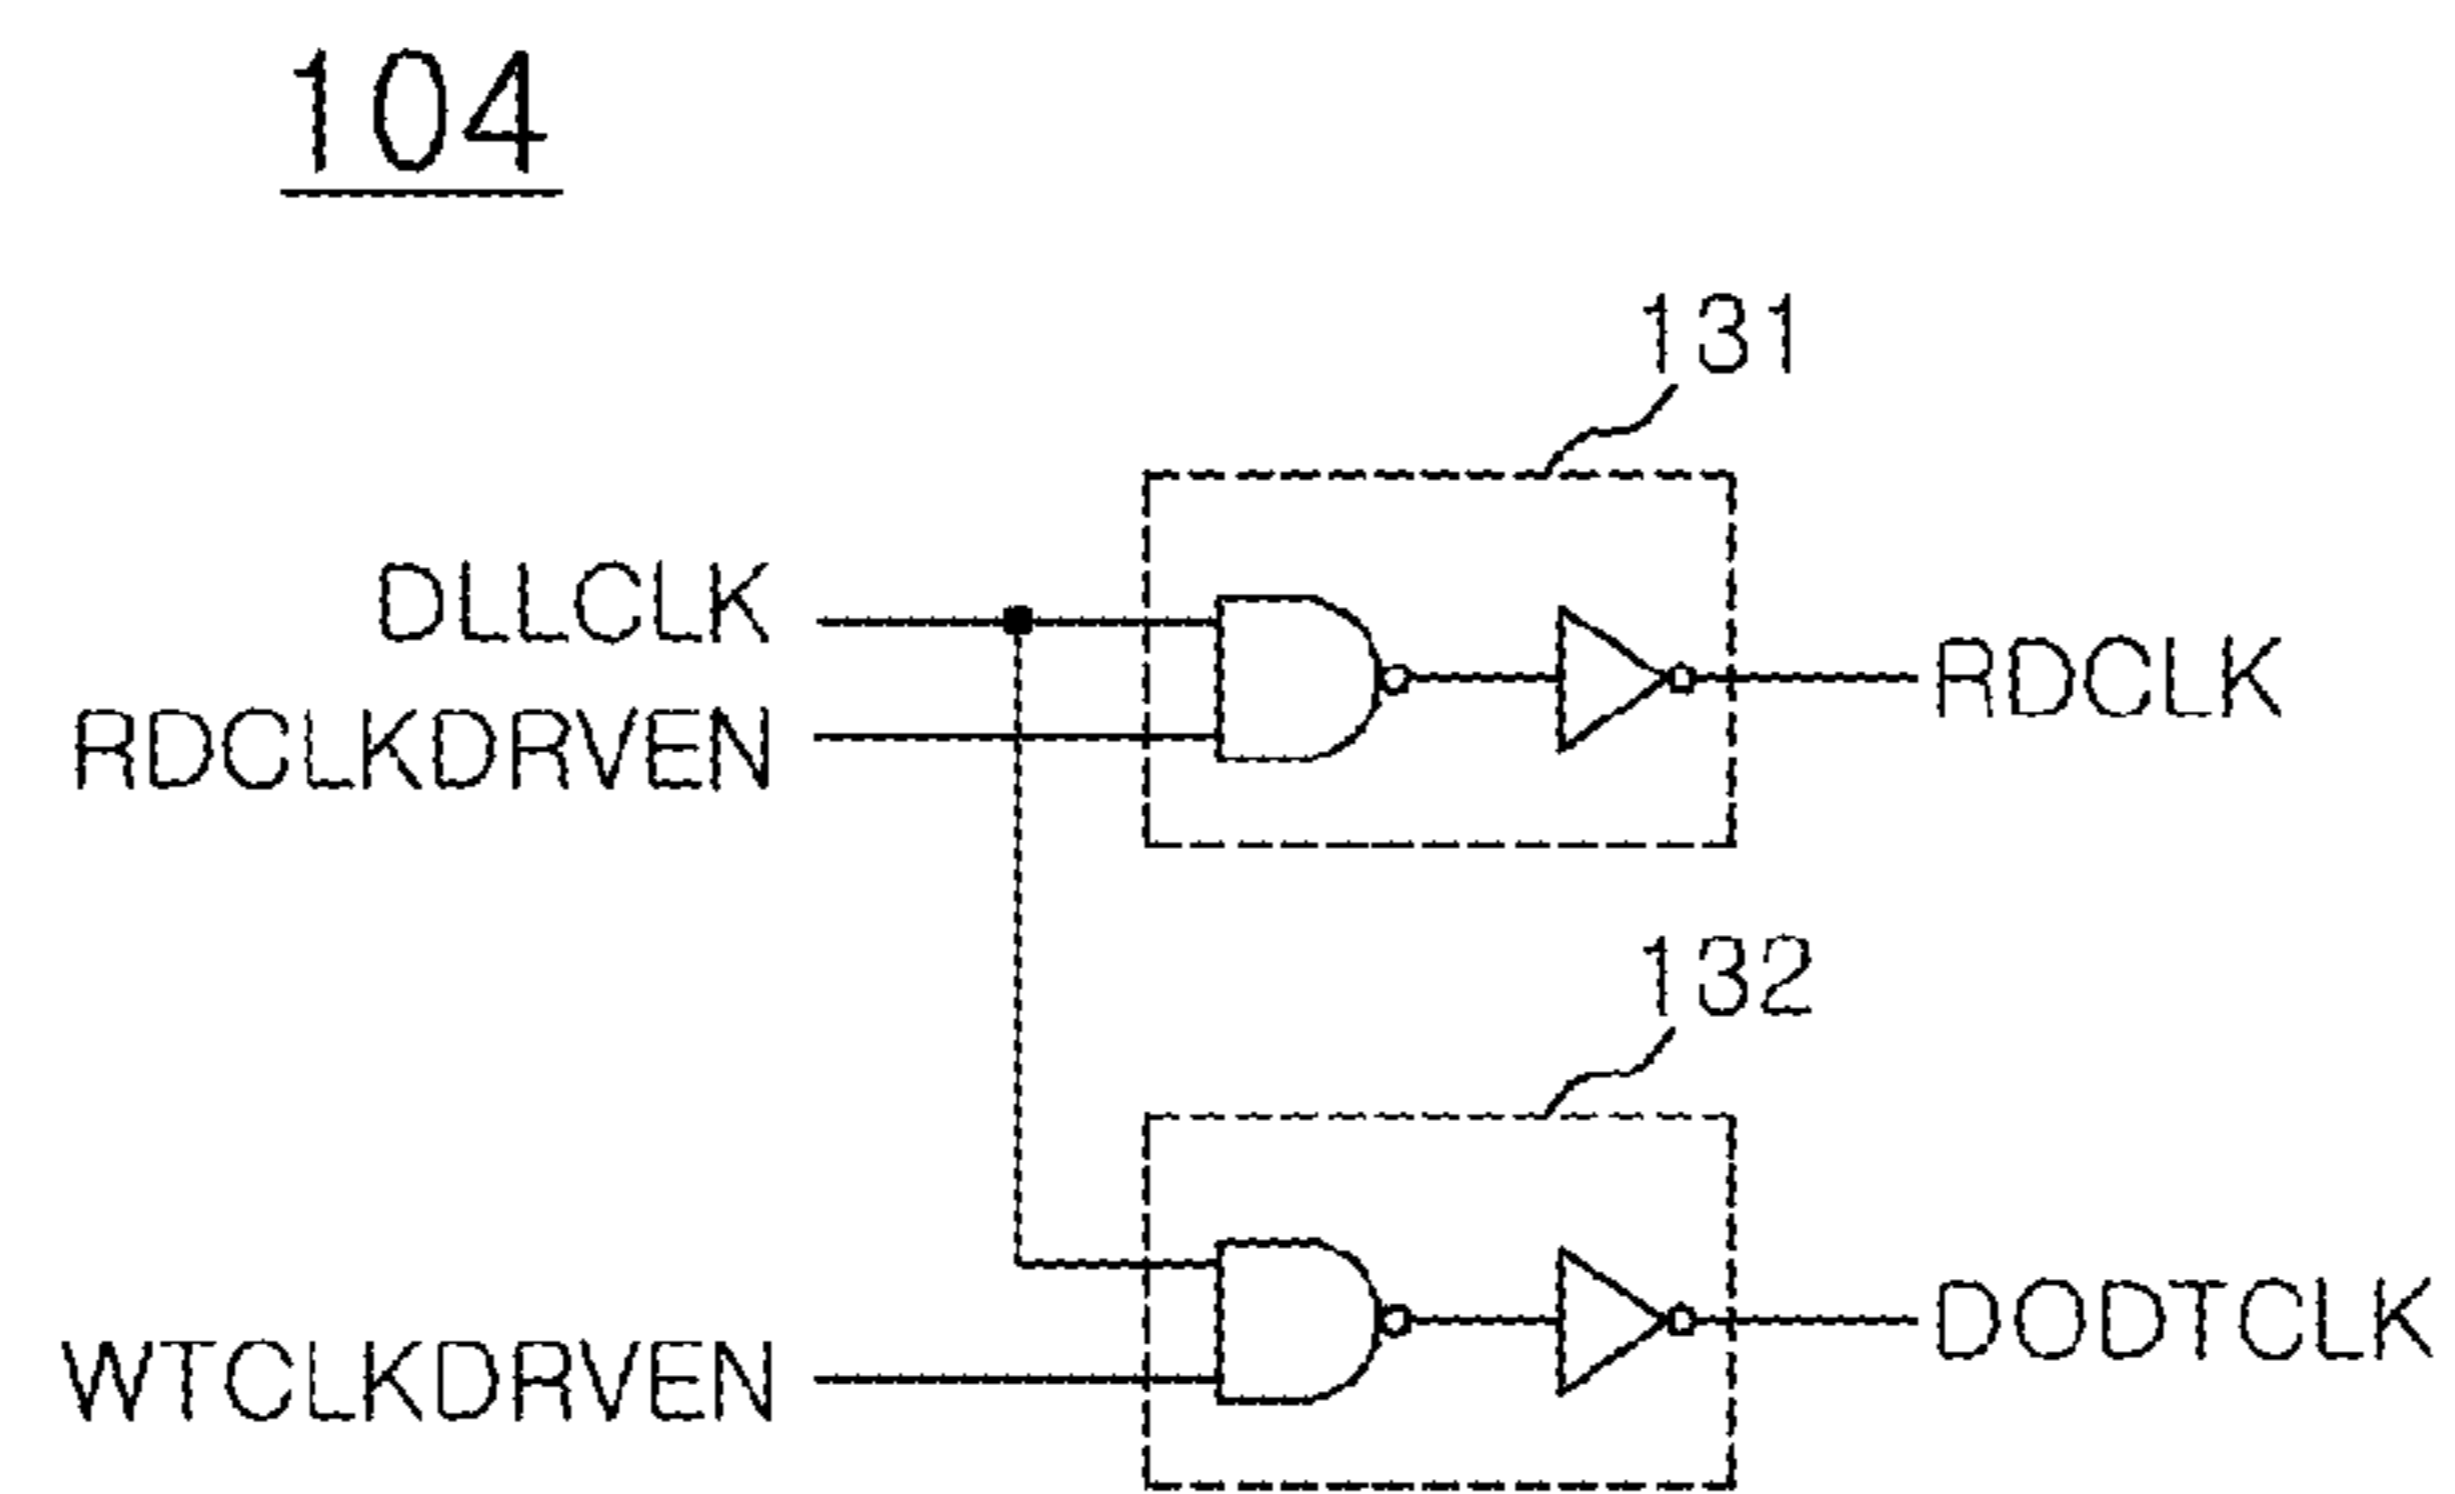 104
131
DLLCLK
RDCLKDRVEN
RDCLK
132
WTCLKDRVEN
DODTCLK